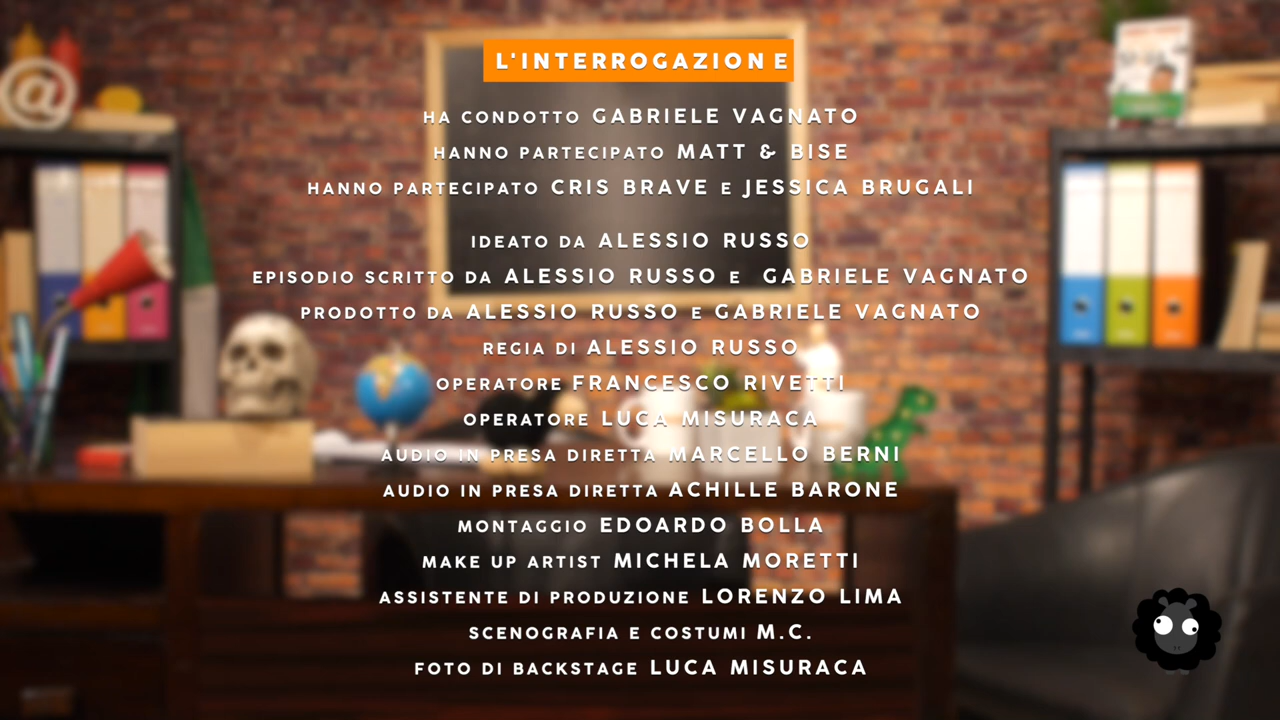 L'INTERROGAZIONE
HA CONDOTTO GABRIELE VAGNATO
HANNO PARTECIPATO MATT & BISE
HANNO PARTECIPATO CRIS BRAVE E JESSICA BRUGALI
IDEATO DA ALESSIO RUSSO
EPISODIO SCRITTO DA ALESSIO RUSSO E GABRIELE VAGNATO
PRODOTTO DA ALESSIO RUSSO E GABRIELE VAGNATO
REGIA DI ALESSIO RUSSO
OPERATORE FRANCESCO RIVETTI
OPERATORE LUCA MISURACA
AUDIO IN PRESA DIRETTA MARCELLO BERNI
AUDIO IN PRESA DIRETTA ACHILLE BARONE
MONTAGGIO EDOARDO BOLLA
MAKE UP ARTIST MICHELA MORETTI
ASSISTENTE DI PRODUZIONE LORENZO LIMA
SCENOGRAFIA E COSTUMI M.C.
FOTO DI BACKSTAGE LUCA MISURACA
@